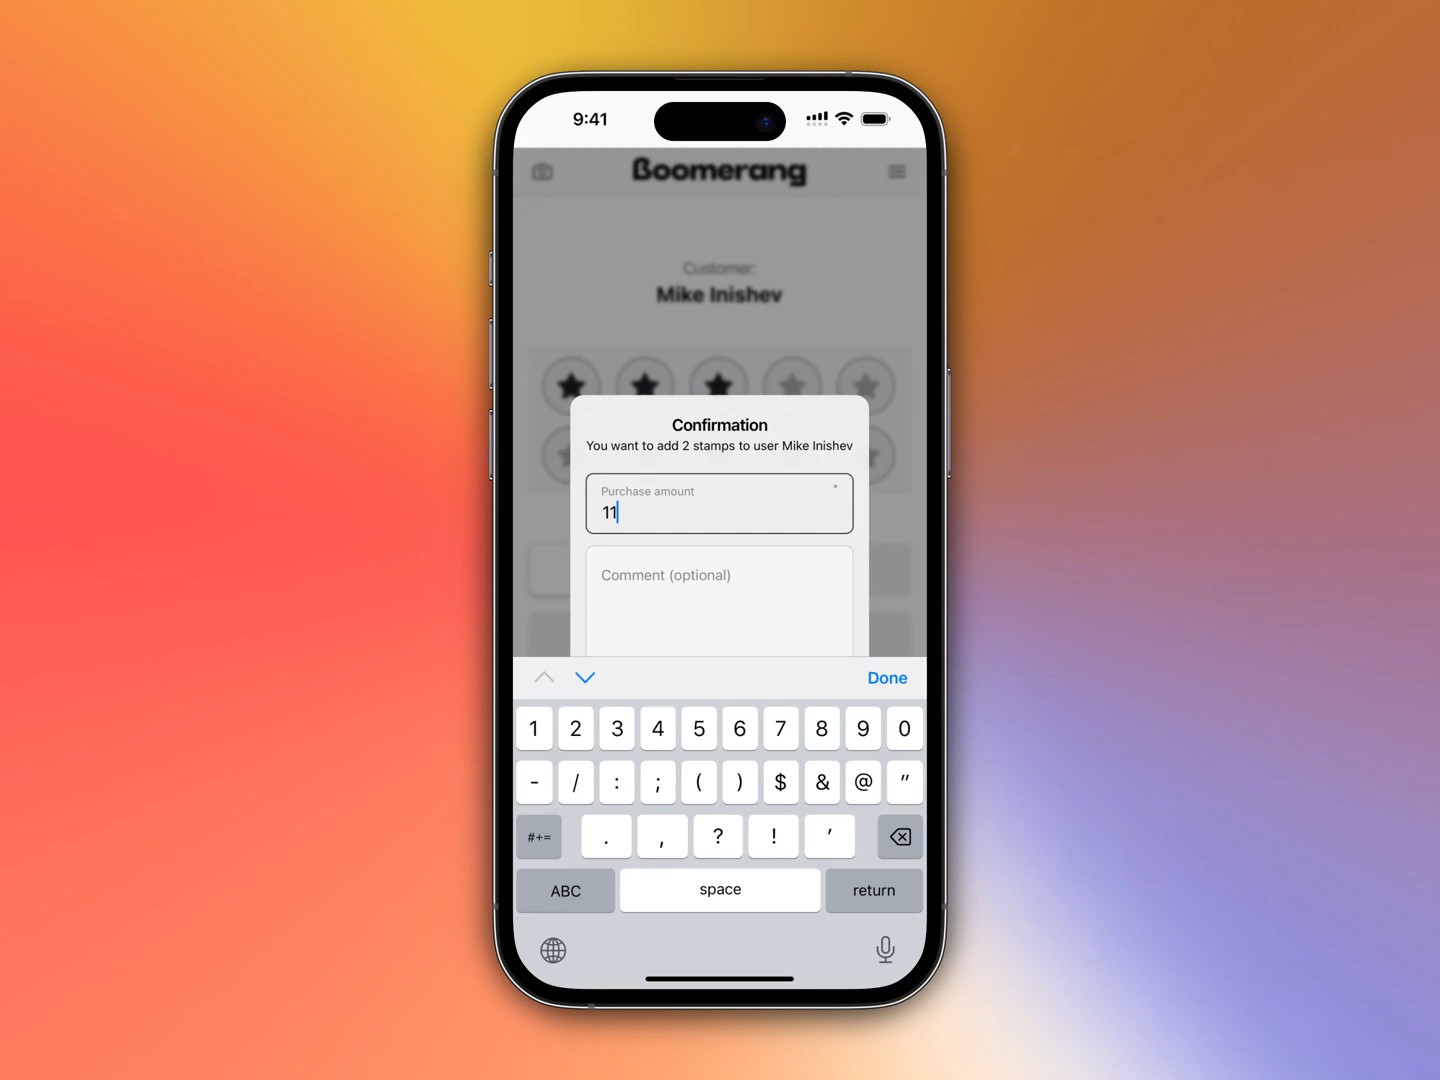 9:41
Boomerang
Customer:
Mike Inishev
Confirmation
You want to add 2 stamps to user Mike Inishev
Purchase amount *
11
Comment (optional)
Done
1 2 3 4 5 6 7 8 9 0
- / : ; ( ) $ & @ "
#+= . , ? ! '
ABC space return